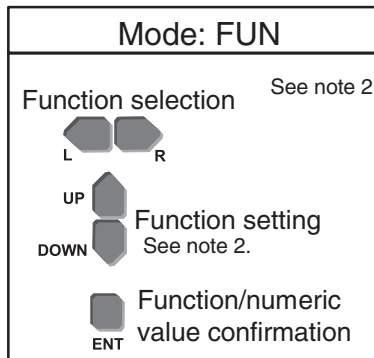 Mode: FUN
See note 2
Function selection
L R
UP
Function setting
DOWN See note 2.
Function/numeric
value confirmation
ENT